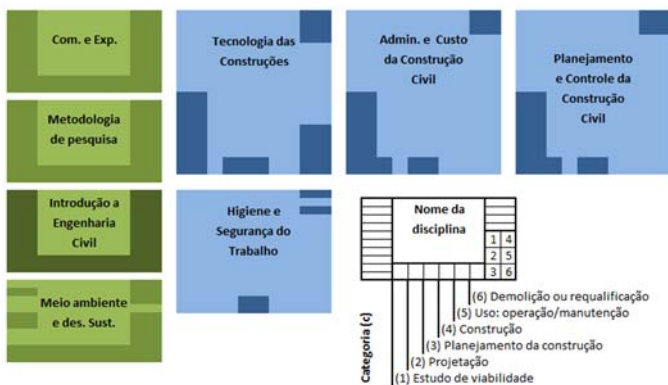 Com. e Exp.
Tecnologia das
Construções
Admin. e Custo
da Construção
Civil
Planejamento
e Controle da
Construção
Civil
Metodologia
de pesquisa
Introdução a
Engenharia
Civil
Higiene e
Segurança do
Trabalho
Meio ambiente
e des. Sust.
Nome da
disciplina
1 4
2 5
3 6
(6) Demolição ou requalificação
(5) Uso: operação/manutenção
(4) Construção
(3) Planejamento da construção
(2) Projetação
(1) Estudo de viabilidade
Categoria (c)